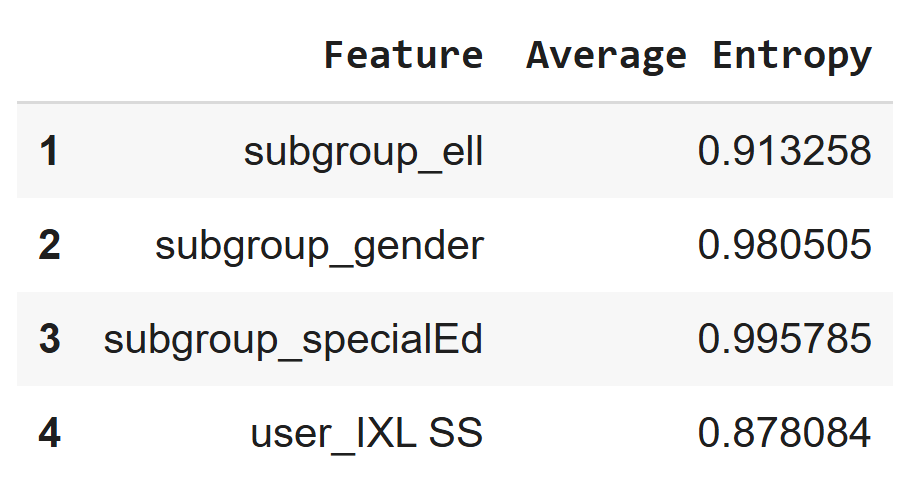 Feature Average Entropy
1 subgroup_ell 0.913258
2 subgroup_gender 0.980505
3 subgroup_specialEd 0.995785
4 user_IXL SS 0.878084